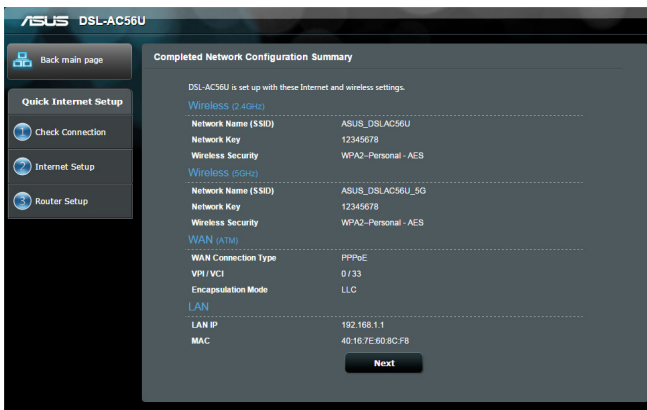 ASUS DSL-AC56U
Back main page
Quick Internet Setup
1 Check Connection
2 Internet Setup
3 Router Setup
Completed Network Configuration Summary
DSL-AC56U is set up with these Internet and wireless settings.
Wireless (2.4GHz)
Network Name (SSID) ASUS_DSLAC56U
Network Key 12345678
Wireless Security WPA2-Personal - AES
Wireless (5GHz)
Network Name (SSID) ASUS_DSLAC56U_5G
Network Key 12345678
Wireless Security WPA2-Personal - AES
WAN (ATM)
WAN Connection Type PPPoE
VPI / VCI 0 / 33
Encapsulation Mode LLC
LAN
LAN IP 192.168.1.1
MAC 40:16:7E:60:8C:F8
Next